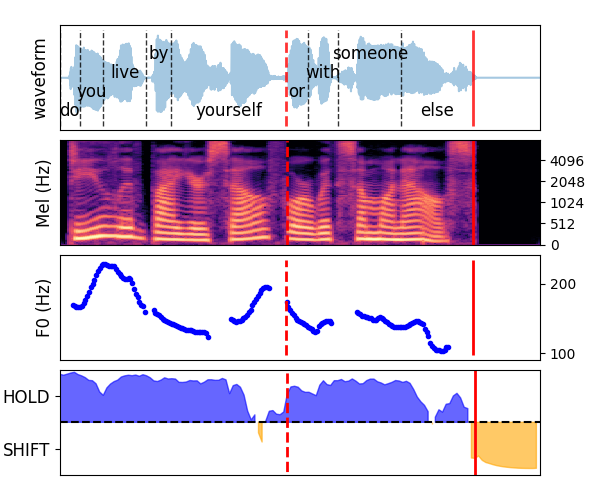 waveform
do you live by yourself or with someone else
Mel (Hz)
4096
2048
1024
512
0
F0 (Hz)
200
100
HOLD
SHIFT